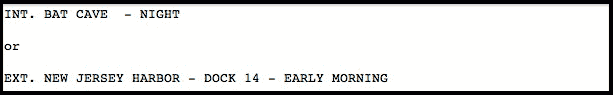 INT. BAT CAVE  - NIGHT
or
EXT. NEW JERSEY HARBOR - DOCK 14 - EARLY MORNING